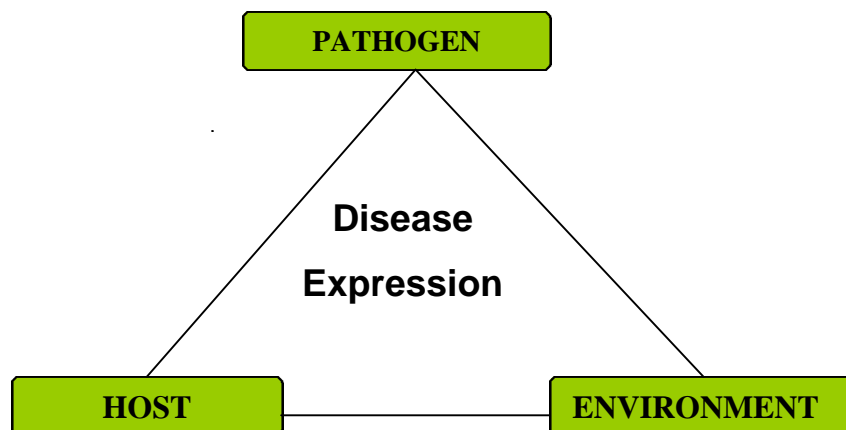 PATHOGEN
Disease
Expression
HOST
ENVIRONMENT